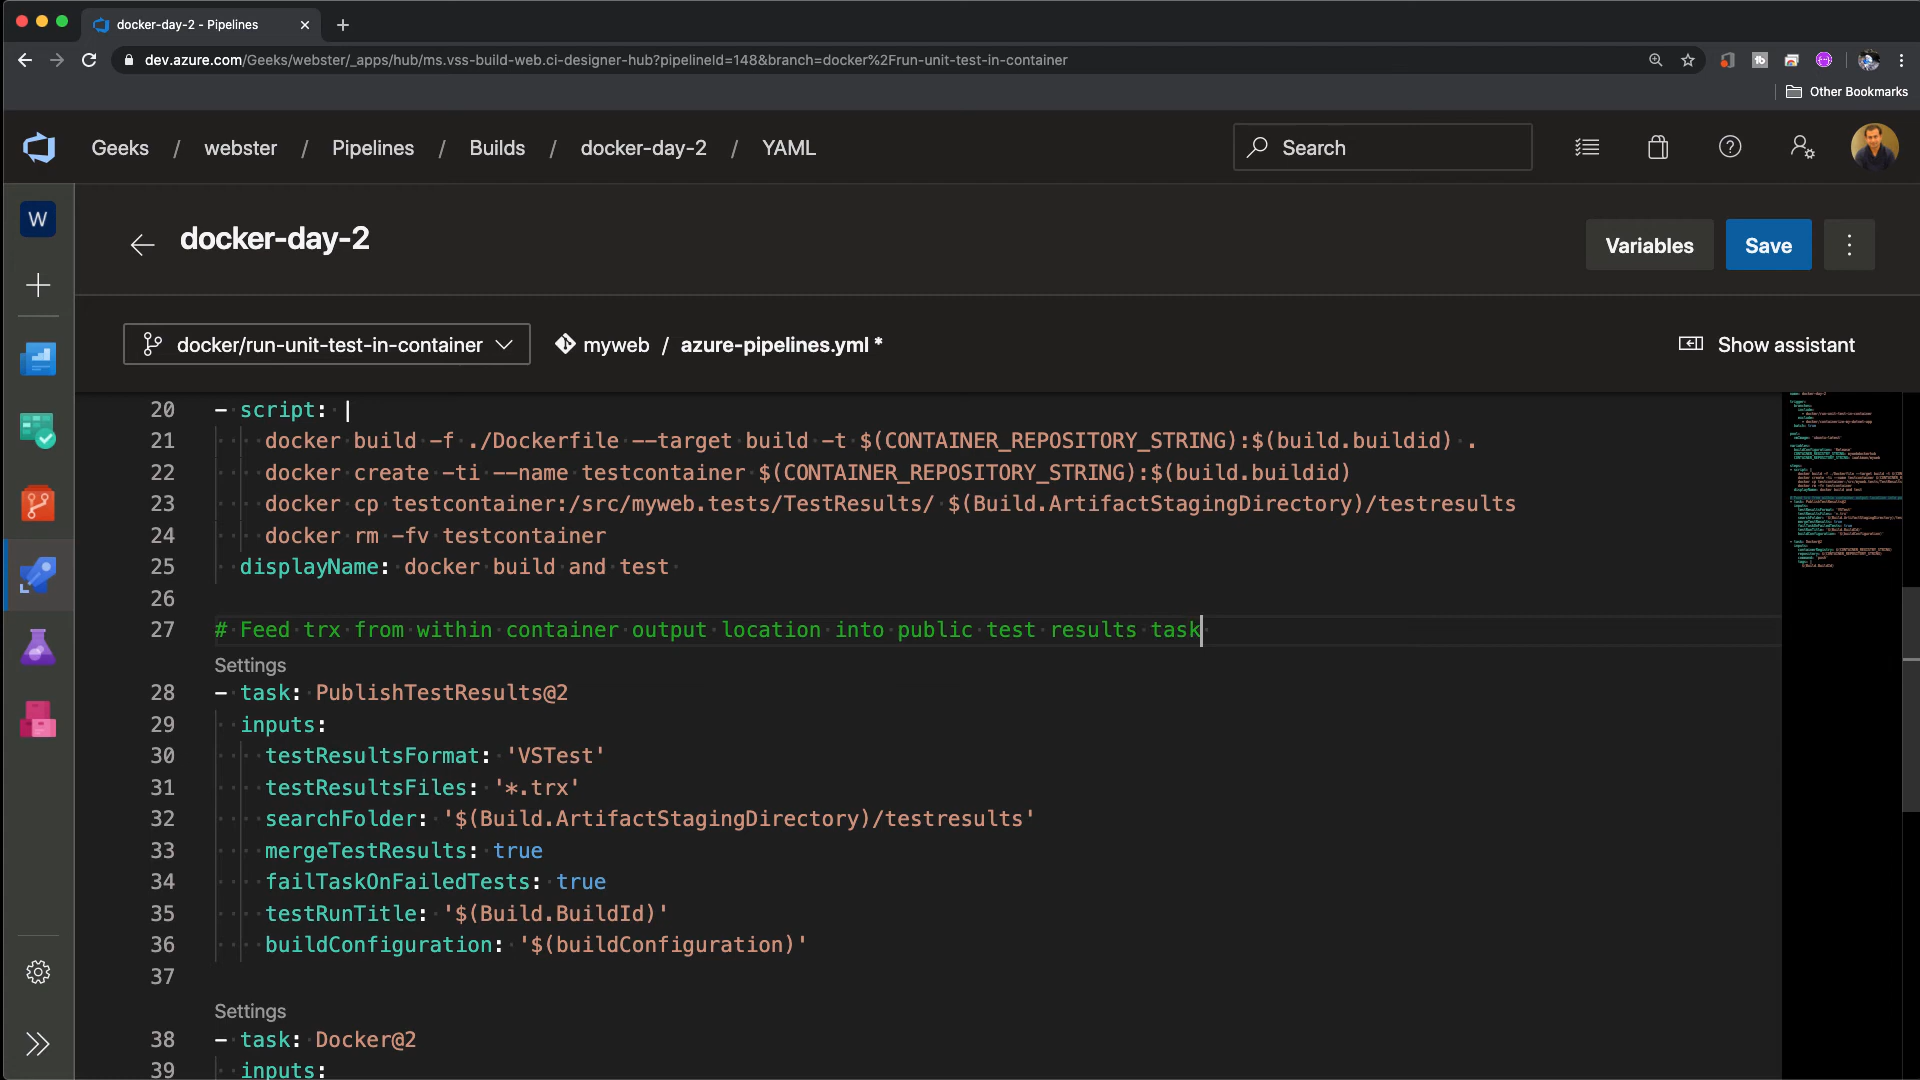 docker-day-2 - Pipelines
dev.azure.com/Geeks/webster/_apps/hub/ms.vss-build-web.ci-designer-hub?pipelineId=148&branch=docker%2Frun-unit-test-in-container
Other Bookmarks
Geeks / webster / Pipelines / Builds / docker-day-2 / YAML
Search
W
docker-day-2
Variables
Save
docker/run-unit-test-in-container
myweb / azure-pipelines.yml *
Show assistant
20 - script: |
21 docker build -f ./Dockerfile --target build -t $(CONTAINER_REPOSITORY_STRING):$(build.buildid) .
22 docker create -ti --name testcontainer $(CONTAINER_REPOSITORY_STRING):$(build.buildid)
23 docker cp testcontainer:/src/myweb.tests/TestResults/ $(Build.ArtifactStagingDirectory)/testresults
24 docker rm -fv testcontainer
25 displayName: docker build and test
26
27 # Feed trx from within container output location into public test results task
Settings
28 - task: PublishTestResults@2
29 inputs:
30 testResultsFormat: 'VSTest'
31 testResultsFiles: '*.trx'
32 searchFolder: '$(Build.ArtifactStagingDirectory)/testresults'
33 mergeTestResults: true
34 failTaskOnFailedTests: true
35 testRunTitle: '$(Build.BuildId)'
36 buildConfiguration: '$(buildConfiguration)'
37
Settings
38 - task: Docker@2
39 inputs: